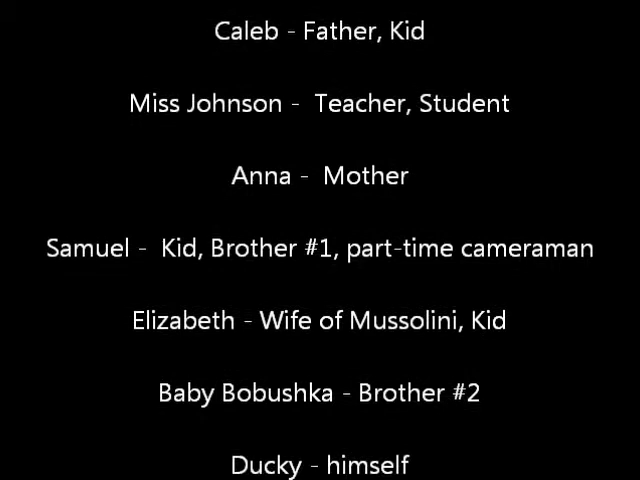 Caleb - Father, Kid
Miss Johnson -  Teacher, Student
Anna -  Mother
Samuel -  Kid, Brother #1, part-time cameraman
Elizabeth - Wife of Mussolini, Kid
Baby Bobushka - Brother #2
Ducky - himself